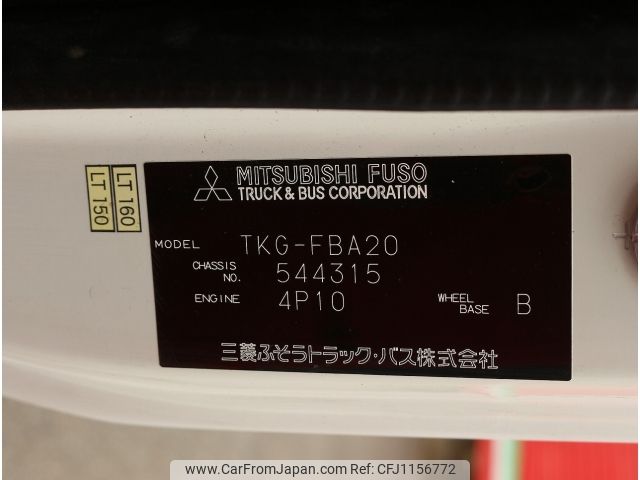 LT 160
LT 150
MITSUBISHI FUSO
TRUCK & BUS CORPORATION
MODEL TKG-FBA20
CHASSIS NO. 544315
ENGINE 4P10 WHEEL BASE B
三菱ふそうトラック・バス株式会社
www.CarFromJapan.com | CFJ1156772